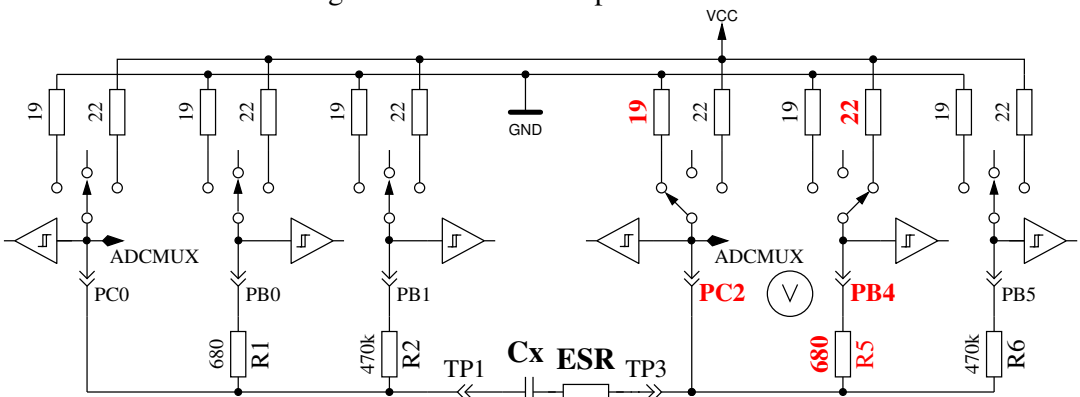 VCC
19
22
19
22
19
22
GND
19
22
19
22
19
22
ADCMUX
ADCMUX
PC0
PB0
PB1
PC2
V
PB4
PB5
680
R1
470k
R2
TP1
Cx
ESR
TP3
680
R5
470k
R6